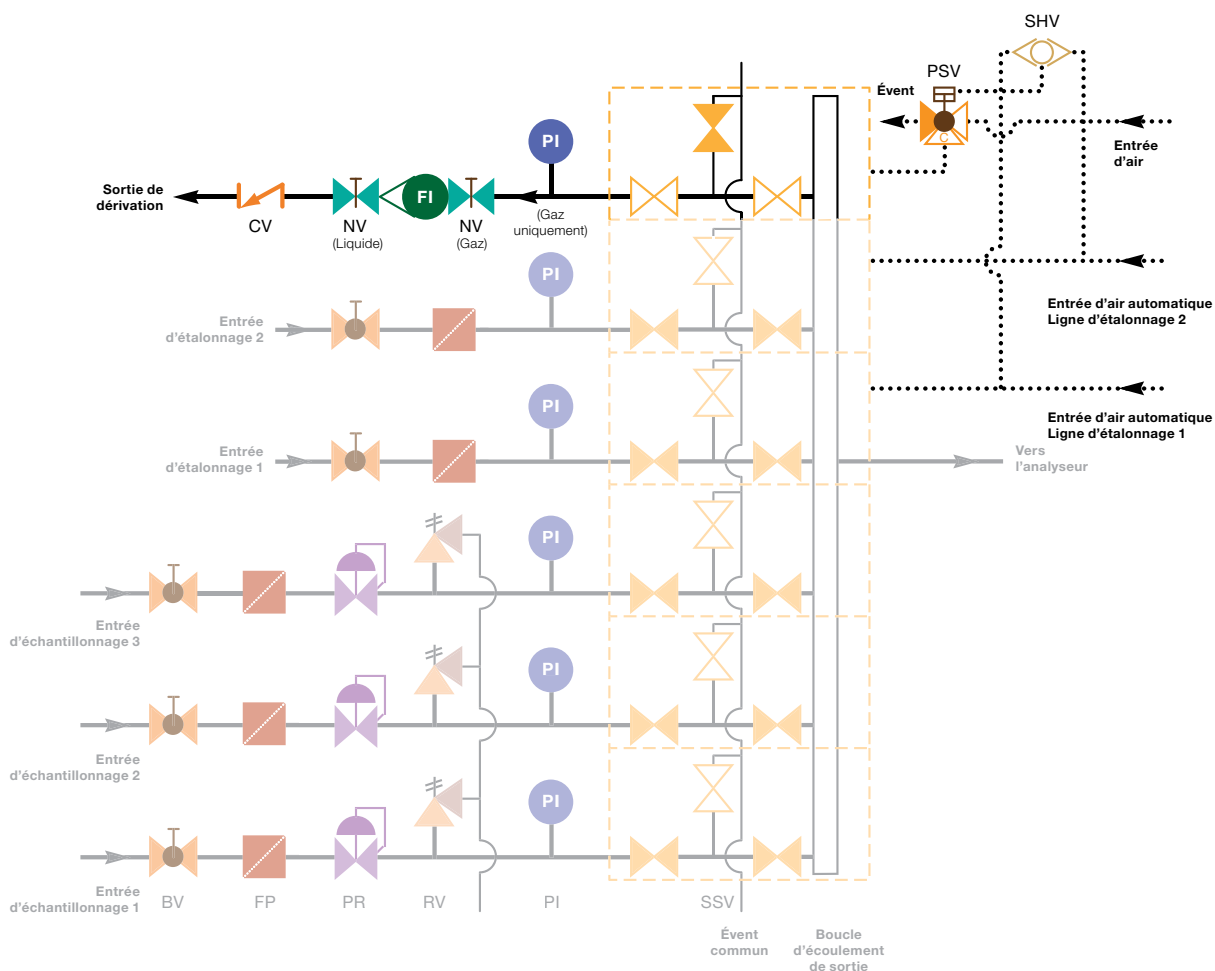 SHV
PSV
Évent
C
Entrée
d'air
PI
Sortie de
dérivation
FI
CV
NV
(Liquide)
NV
(Gaz)
(Gaz
uniquement)
PI
Entrée
d'étalonnage 2
Entrée d'air automatique
Ligne d'étalonnage 2
PI
Entrée
d'étalonnage 1
Entrée d'air automatique
Ligne d'étalonnage 1
Vers
l'analyseur
PI
Entrée
d'échantillonnage 3
PI
Entrée
d'échantillonnage 2
PI
Entrée
d'échantillonnage 1
BV
FP
PR
RV
PI
SSV
Évent
commun
Boucle
d'écoulement
de sortie